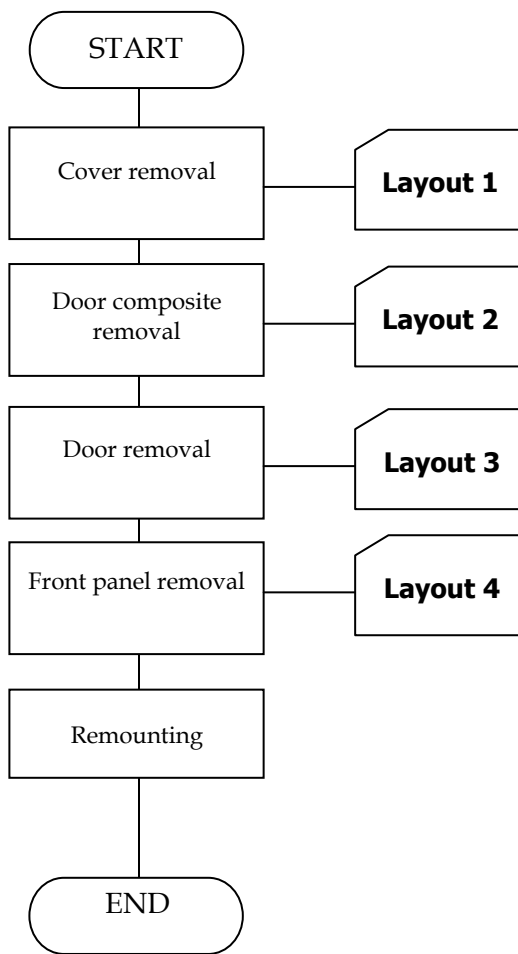 START
Cover removal
Layout 1
Door composite
removal
Layout 2
Door removal
Layout 3
Front panel removal
Layout 4
Remounting
END